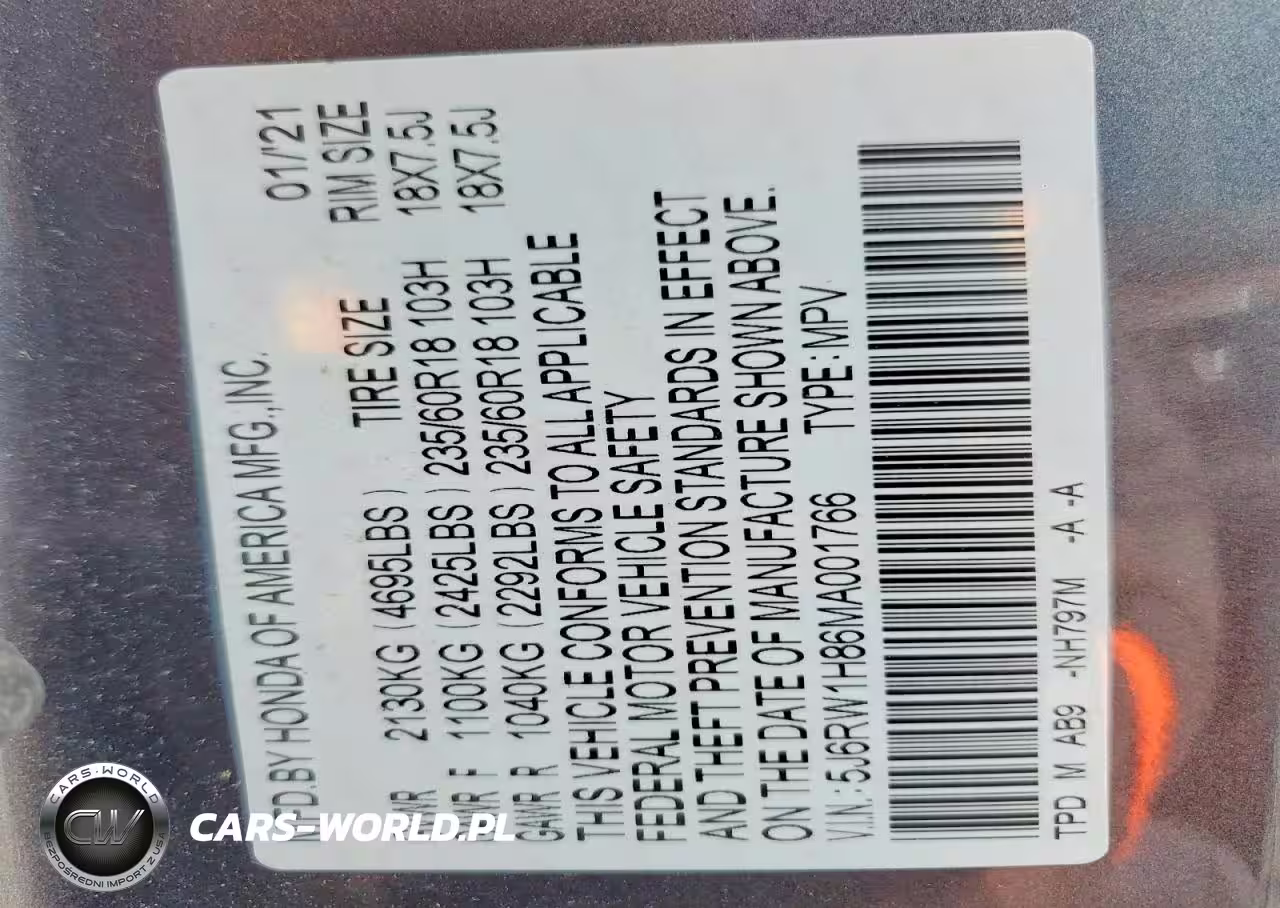 MFD. BY HONDA OF AMERICA MFG., INC. 01/'21
GVWR 2130KG (4695LBS) TIRE SIZE RIM SIZE
GAWR F 1100KG (2425LBS) 235/60R18 103H 18X7.5J
GAWR R 1040KG (2292LBS) 235/60R18 103H 18X7.5J
THIS VEHICLE CONFORMS TO ALL APPLICABLE
FEDERAL MOTOR VEHICLE SAFETY
AND THEFT PREVENTION STANDARDS IN EFFECT
ON THE DATE OF MANUFACTURE SHOWN ABOVE.
V.I.N.: 5J6RW1H86MA001766 TYPE: MPV
TPD M AB9 -NH797M -A -A
CARS-WORLD
CW
BEZPOŚREDNI IMPORT Z USA
CARS-WORLD.PL